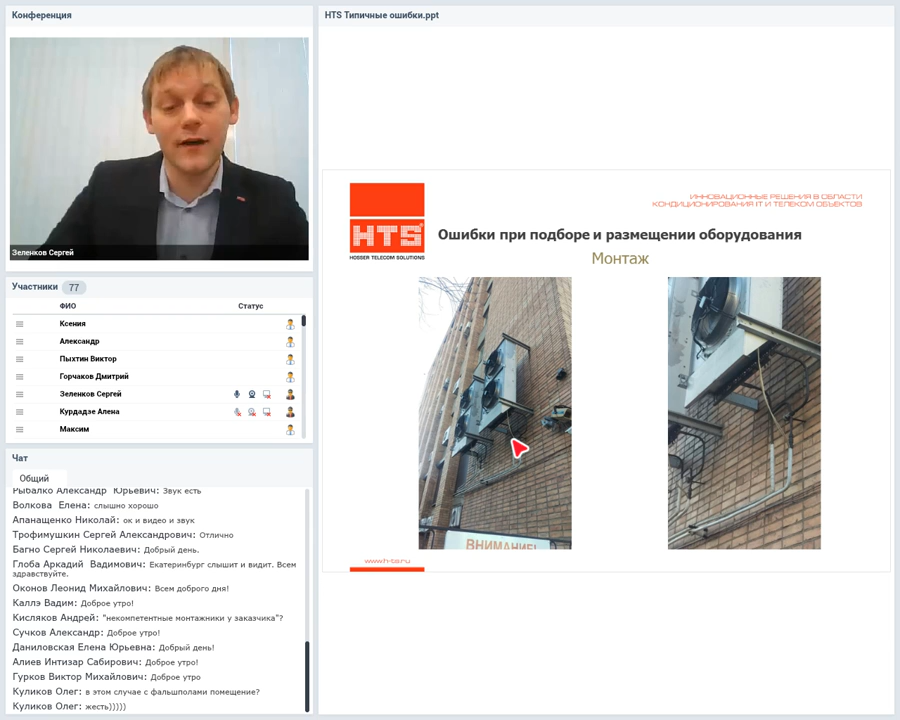 Конференция
Зеленков Сергей
Участники 77
ФИО Статус
Ксения
Александр
Пыхтин Виктор
Горчаков Дмитрий
Зеленков Сергей
Курдадзе Алена
Максим
Чат
Общий
Рыбалко Александр Юрьевич: Звук есть
Волкова Елена: слышно хорошо
Апанащенко Николай: ок и видео и звук
Трофимушкин Сергей Александрович: Отлично
Багно Сергей Николаевич: Добрый день.
Глоба Аркадий Вадимович: Екатеринбург слышит и видит. Всем
здравствуйте.
Оконов Леонид Михайлович: Всем доброго дня!
Каллэ Вадим: Доброе утро!
Кисляков Андрей: "некомпетентные монтажники у заказчика"?
Сучков Александр: Доброе утро!
Даниловская Елена Юрьевна: Добрый день!
Алиев Интизар Сабирович: Доброе утро!
Гурков Виктор Михайлович: Доброе утро
Куликов Олег: в этом случае с фальшполами помещение?
Куликов Олег: жесть)))))
HTS Типичные ошибки.ppt
HTS
HOSSER TELECOM SOLUTIONS
ИННОВАЦИОННЫЕ РЕШЕНИЯ В ОБЛАСТИ
КОНДИЦИОНИРОВАНИЯ IT И ТЕЛЕКОМ ОБЪЕКТОВ
Ошибки при подборе и размещении оборудования
Монтаж
ВНИМАНИЕ!
www.h-ts.ru